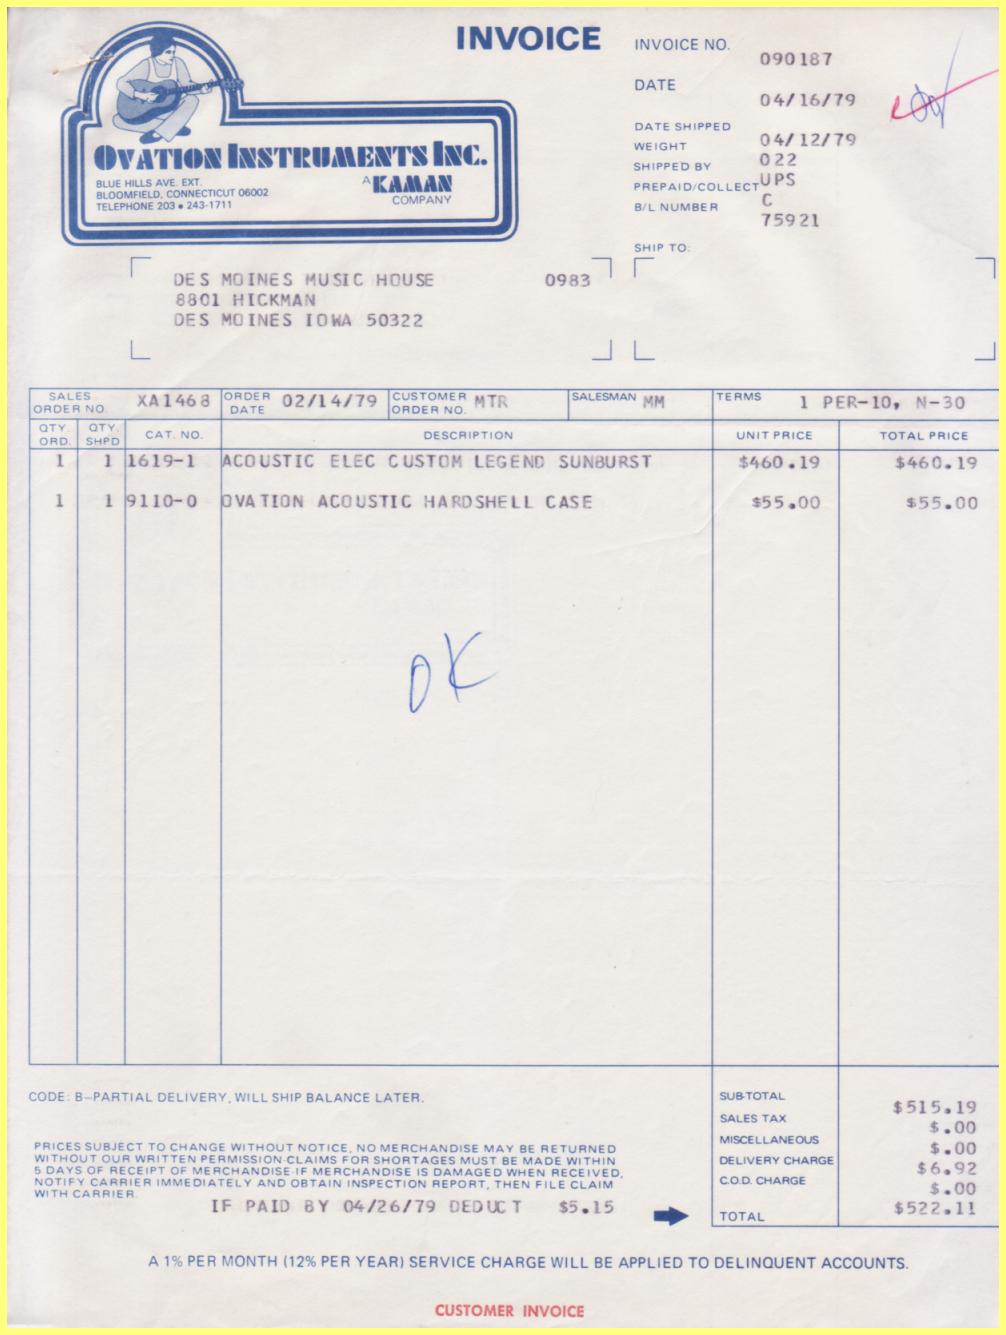 INVOICE
INVOICE NO. 090187
DATE 04/16/79
DATE SHIPPED 04/12/79
WEIGHT 022
SHIPPED BY UPS
PREPAID/COLLECT C
B/L NUMBER 75921
OVATION INSTRUMENTS INC.
BLUE HILLS AVE. EXT.
BLOOMFIELD, CONNECTICUT 06002
TELEPHONE 203 • 243-1711
A KAMAN
COMPANY
SHIP TO:
DES MOINES MUSIC HOUSE 0983
8801 HICKMAN
DES MOINES IOWA 50322
SALES ORDER NO. XA1468 ORDER DATE 02/14/79 CUSTOMER ORDER NO. MTR SALESMAN MM TERMS 1 PER-10, N-30
QTY. ORD. QTY. SHPD CAT. NO. DESCRIPTION UNIT PRICE TOTAL PRICE
1 1 1619-1 ACOUSTIC ELEC CUSTOM LEGEND SUNBURST $460.19 $460.19
1 1 9110-0 OVATION ACOUSTIC HARDSHELL CASE $55.00 $55.00
OK
CODE: B-PARTIAL DELIVERY, WILL SHIP BALANCE LATER.
PRICES SUBJECT TO CHANGE WITHOUT NOTICE, NO MERCHANDISE MAY BE RETURNED
WITHOUT OUR WRITTEN PERMISSION-CLAIMS FOR SHORTAGES MUST BE MADE WITHIN
5 DAYS OF RECEIPT OF MERCHANDISE-IF MERCHANDISE IS DAMAGED WHEN RECEIVED,
NOTIFY CARRIER IMMEDIATELY AND OBTAIN INSPECTION REPORT, THEN FILE CLAIM
WITH CARRIER.
IF PAID BY 04/26/79 DEDUCT $5.15
SUB-TOTAL $515.19
SALES TAX $.00
MISCELLANEOUS $.00
DELIVERY CHARGE $6.92
C.O.D. CHARGE $.00
TOTAL $522.11
A 1% PER MONTH (12% PER YEAR) SERVICE CHARGE WILL BE APPLIED TO DELINQUENT ACCOUNTS.
CUSTOMER INVOICE